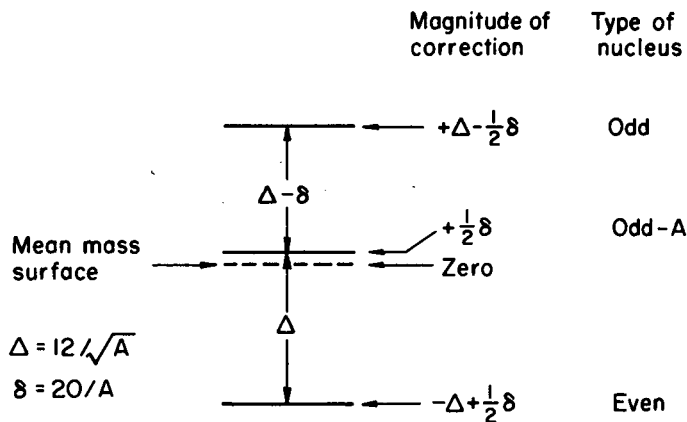 Magnitude of correction
Type of nucleus
+Δ-½δ
Odd
Δ-δ
+½δ
Odd-A
Mean mass surface
Zero
Δ
Δ = 12/√A
δ = 20/A
-Δ+½δ
Even